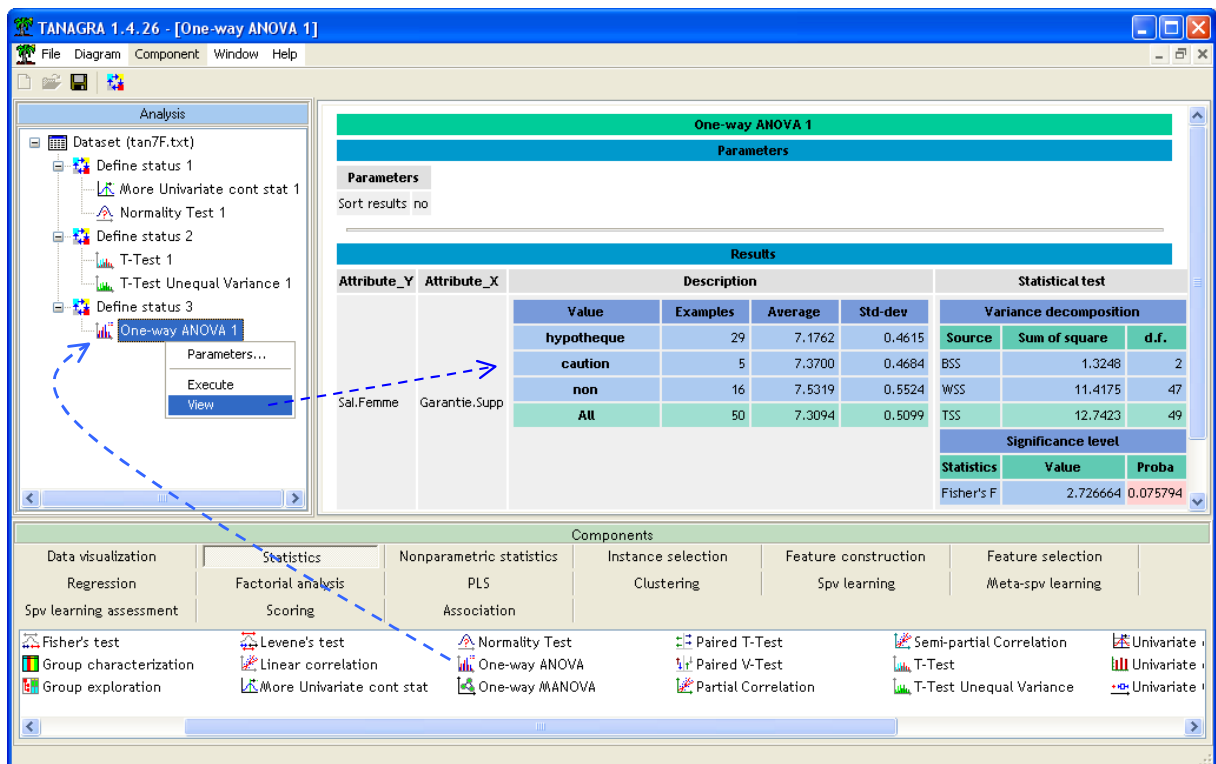 TANAGRA 1.4.26 - [One-way ANOVA 1]
File Diagram Component Window Help
Analysis
Dataset (tan7F.txt)
Define status 1
More Univariate cont stat 1
Normality Test 1
Define status 2
T-Test 1
T-Test Unequal Variance 1
Define status 3
One-way ANOVA 1
Parameters...
Execute
View
One-way ANOVA 1
Parameters
Parameters
Sort results no
Results
Attribute_Y Attribute_X Description Statistical test
Value Examples Average Std-dev Variance decomposition
hypotheque 29 7.1762 0.4615 Source Sum of square d.f.
caution 5 7.3700 0.4684 BSS 1.3248 2
non 16 7.5319 0.5524 WSS 11.4175 47
Sal.Femme Garantie.Supp
All 50 7.3094 0.5099 TSS 12.7423 49
Significance level
Statistics Value Proba
Fisher's F 2.726664 0.075794
Components
Data visualization Statistics Nonparametric statistics Instance selection Feature construction Feature selection
Regression Factorial analysis PLS Clustering Spv learning Meta-spv learning
Spv learning assessment Scoring Association
Fisher's test Levene's test Normality Test Paired T-Test Semi-partial Correlation Univariate
Group characterization Linear correlation One-way ANOVA Paired V-Test T-Test Univariate
Group exploration More Univariate cont stat One-way MANOVA Partial Correlation T-Test Unequal Variance Univariate